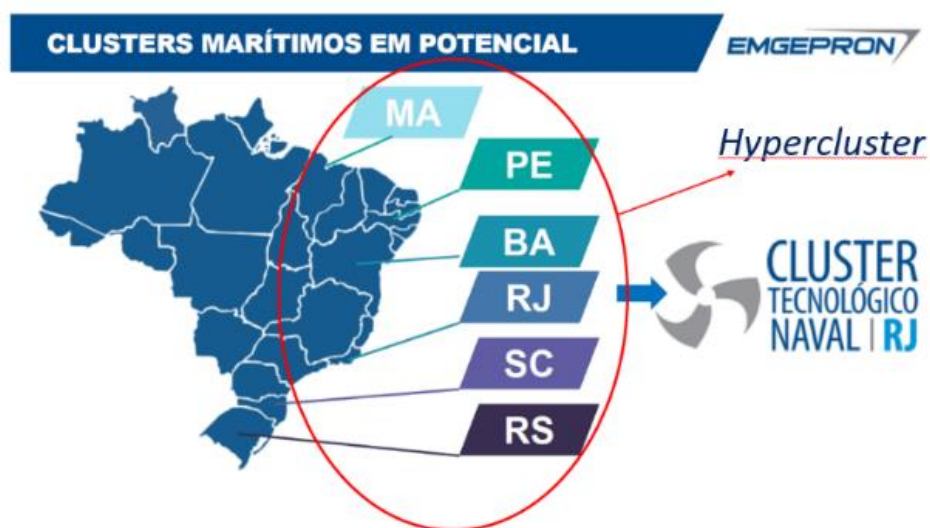 CLUSTERS MARÍTIMOS EM POTENCIAL
EMGEPRON
MA
Hypercluster
PE
BA
RJ
CLUSTER
TECNOLÓGICO
NAVAL | RJ
SC
RS